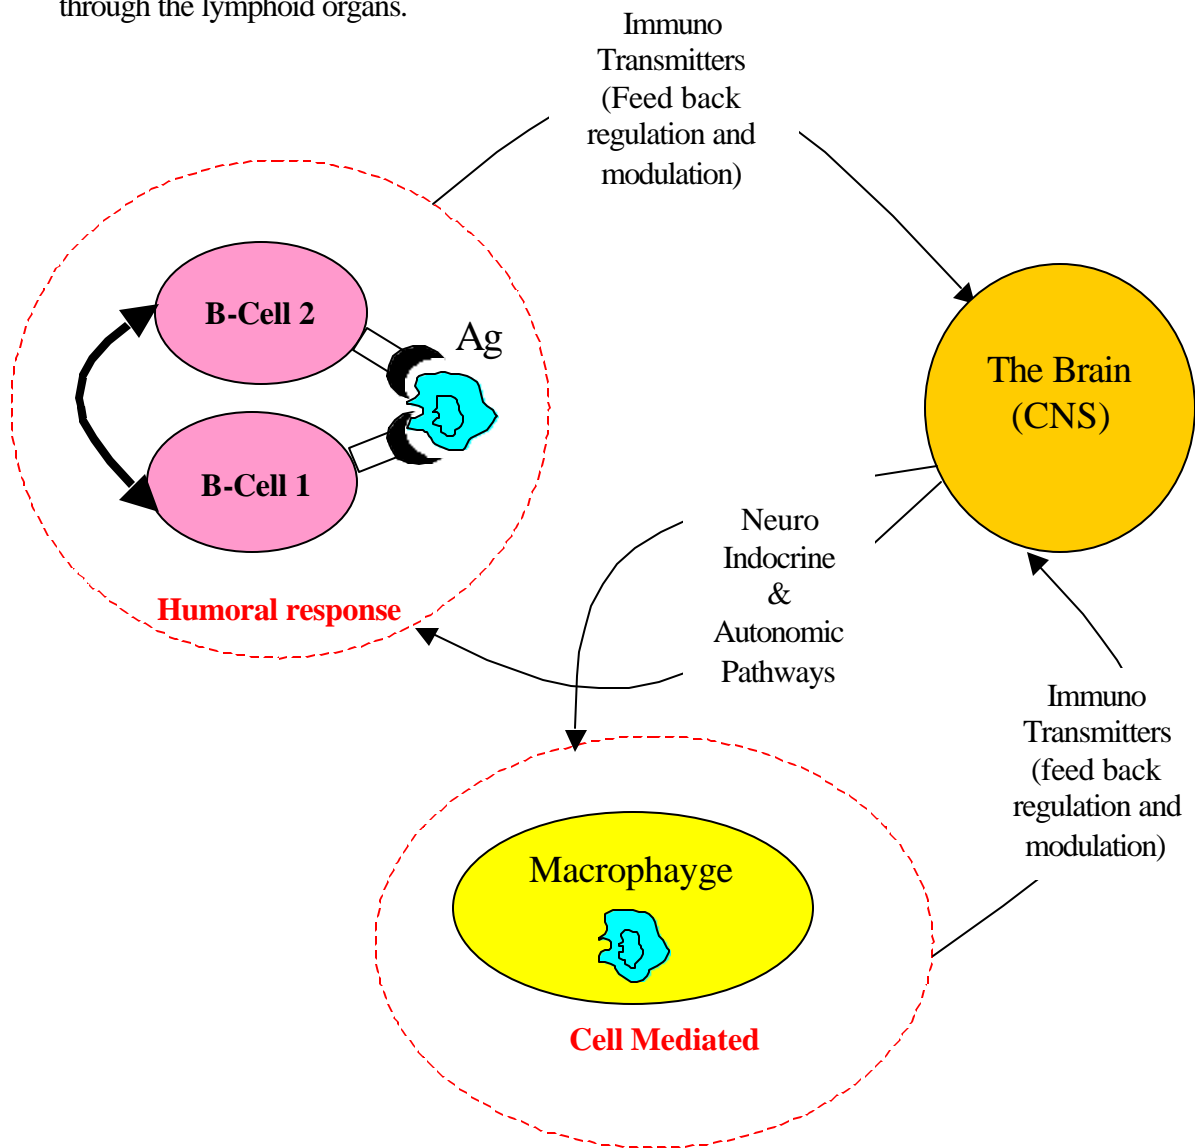 through the lymphoid organs.
Immuno
Transmitters
(Feed back
regulation and
modulation)
B-Cell 2
Ag
B-Cell 1
Humoral response
The Brain
(CNS)
Neuro
Indocrine
&
Autonomic
Pathways
Immuno
Transmitters
(feed back
regulation and
modulation)
Macrophayge
Cell Mediated